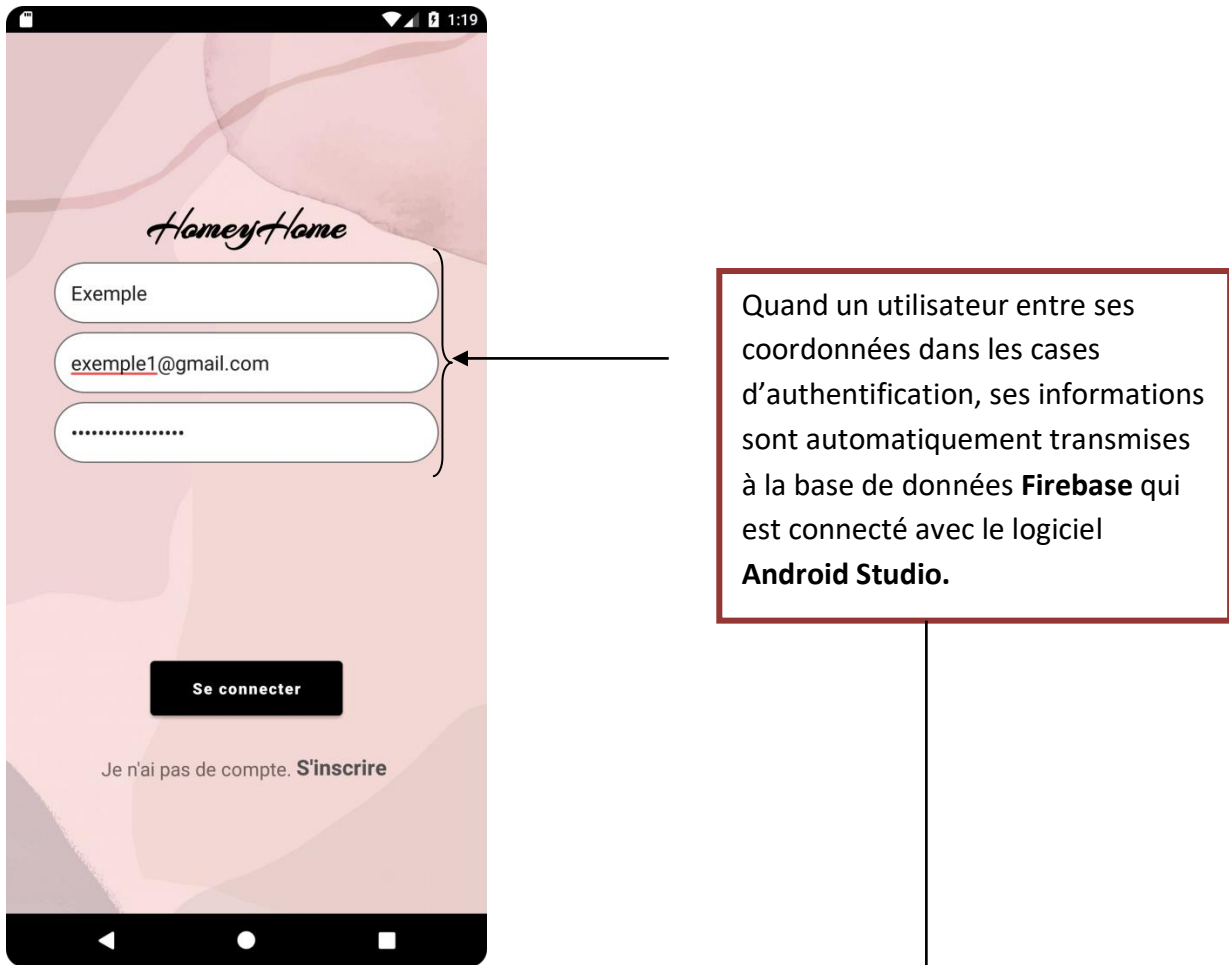 1:19
HomeyHome
Exemple
exemple1@gmail.com
•••••••••••••••••
Se connecter
Je n'ai pas de compte. S'inscrire
Quand un utilisateur entre ses
coordonnées dans les cases
d’authentification, ses informations
sont automatiquement transmises
à la base de données Firebase qui
est connecté avec le logiciel
Android Studio.